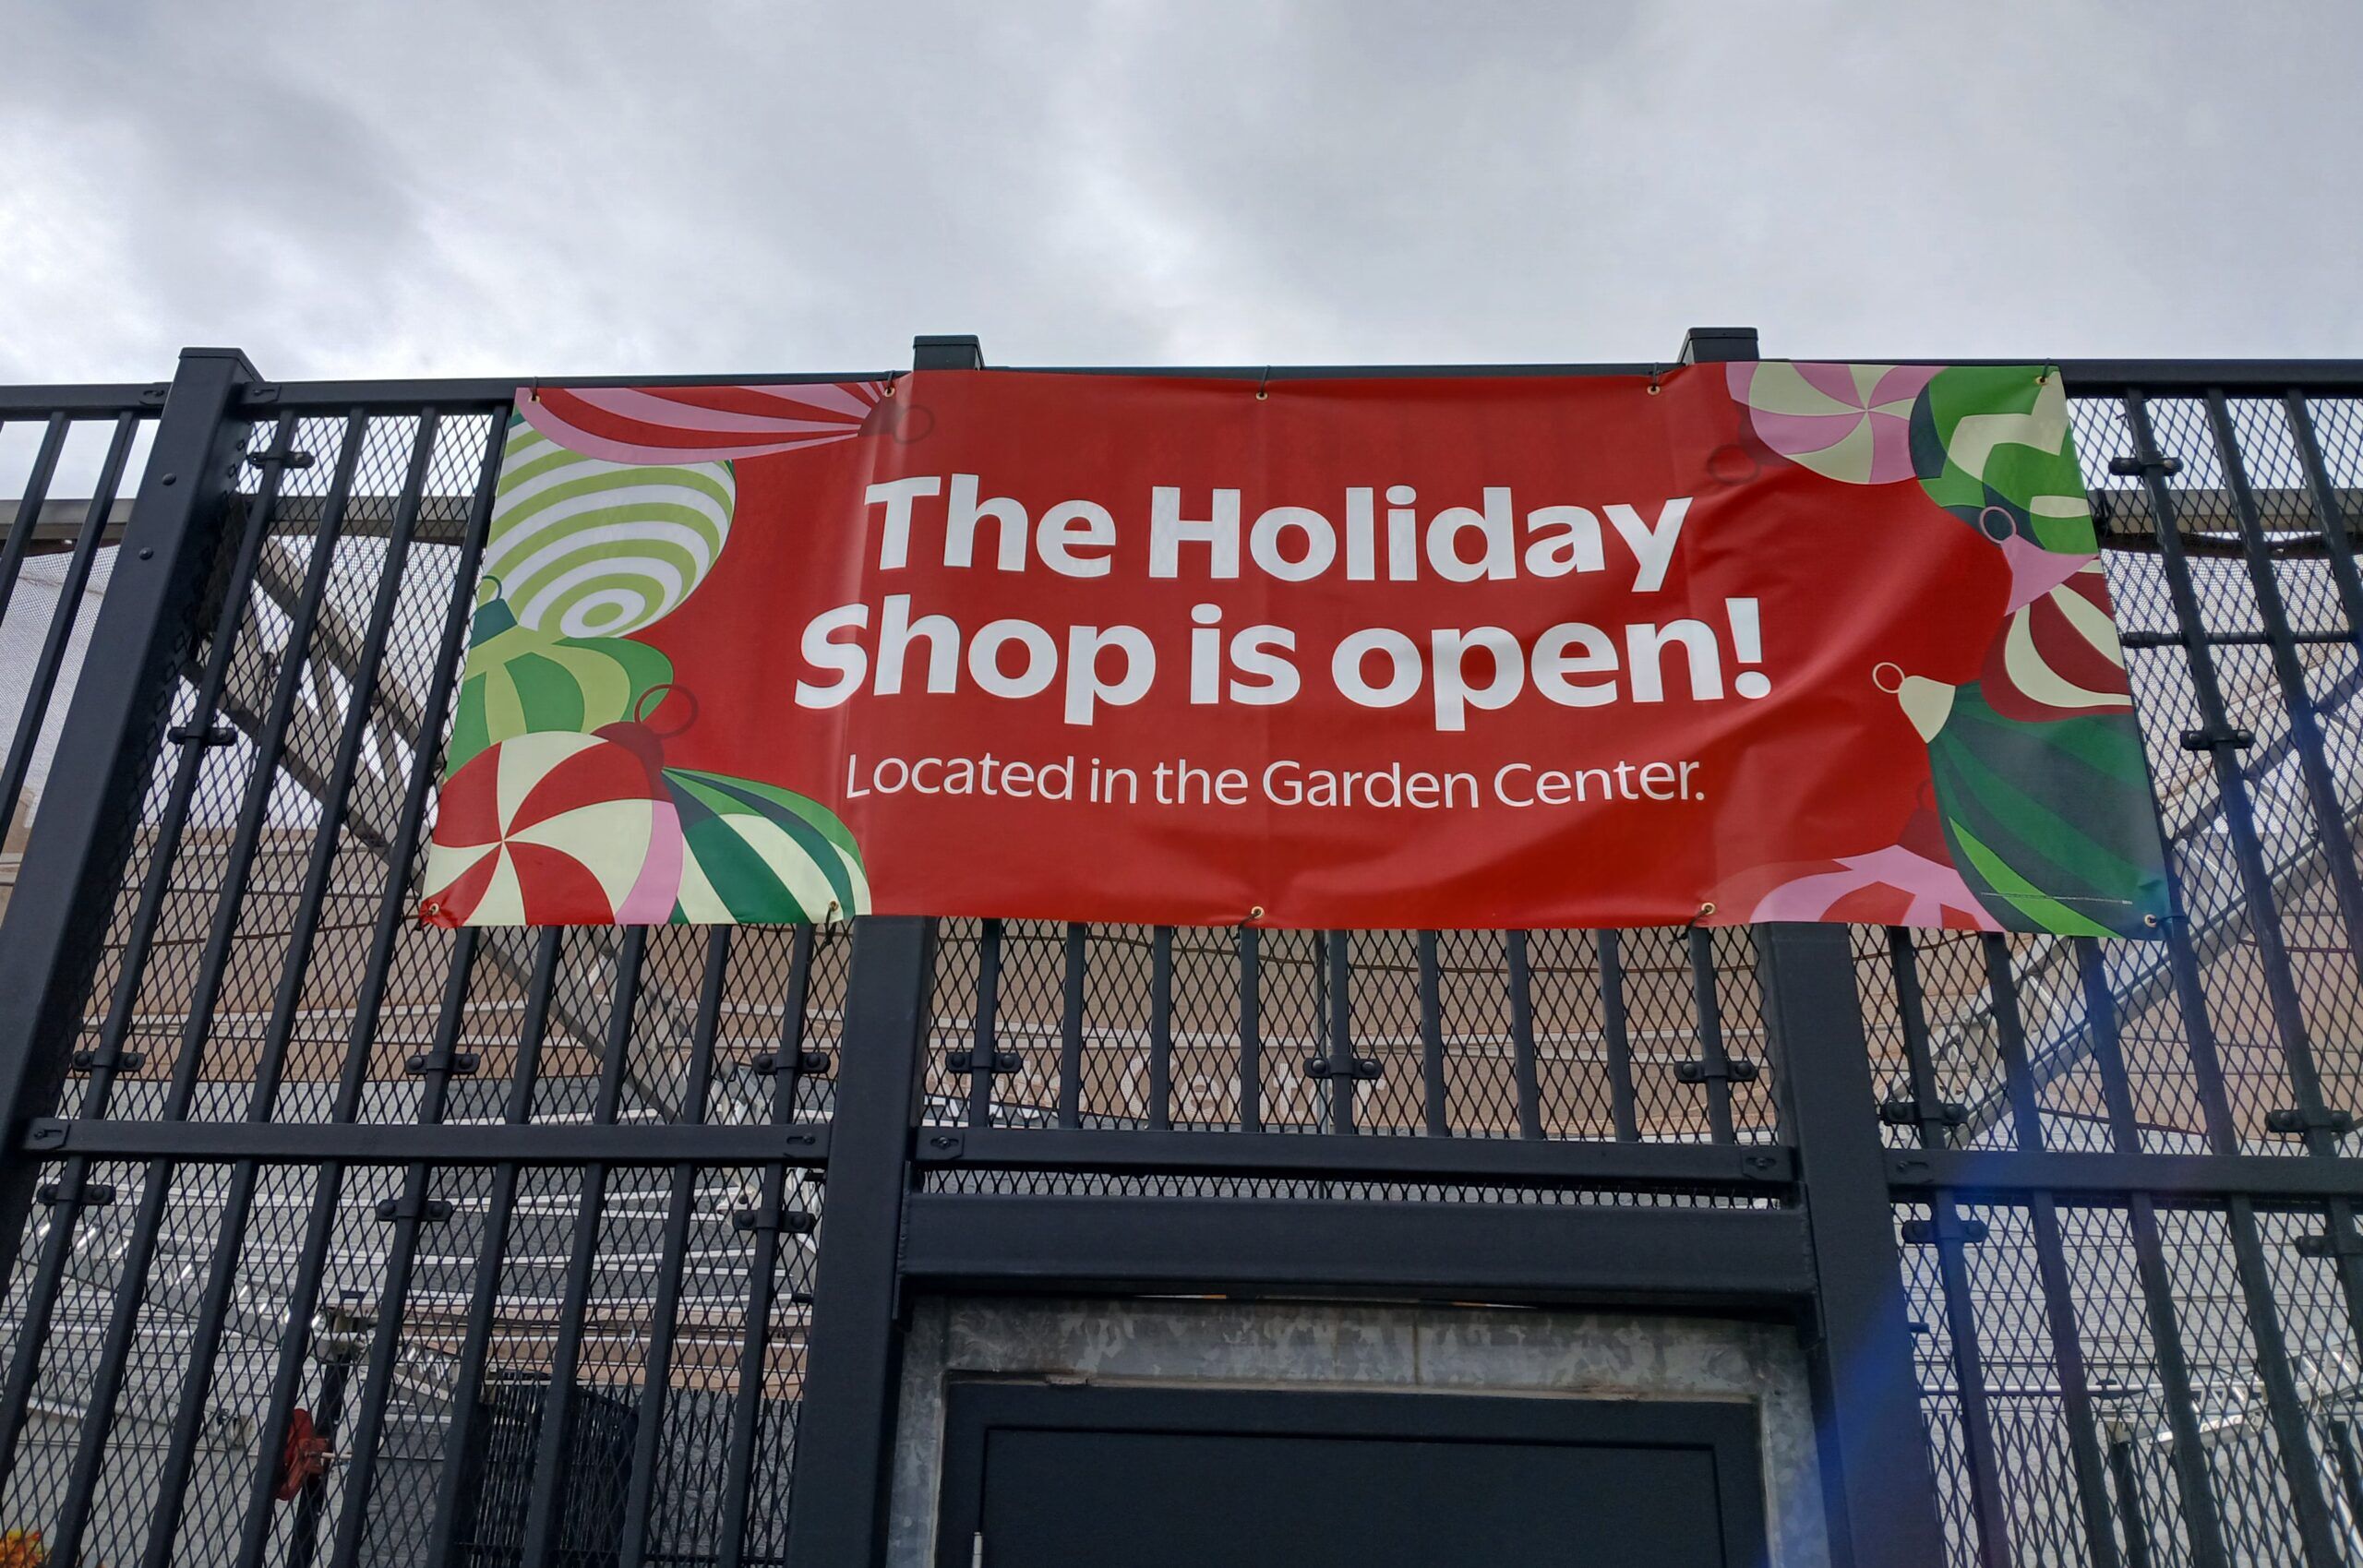 The Holiday
Shop is open!
Located in the Garden Center.